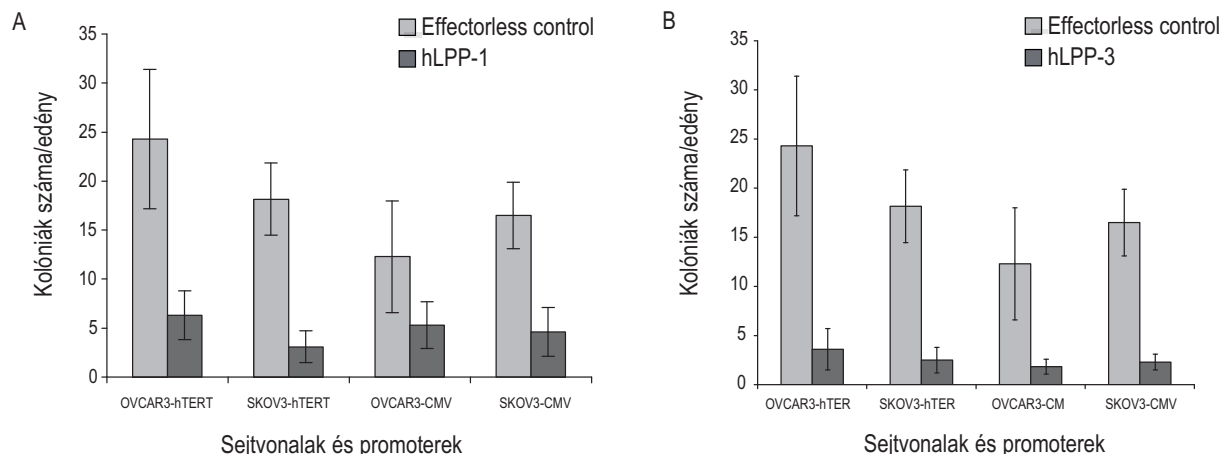 A
Effectorless control
hLPP-1
Kolóniák száma/edény
35
30
25
20
15
10
5
0
OVCAR3-hTERT
SKOV3-hTERT
OVCAR3-CMV
SKOV3-CMV
Sejtvonalak és promoterek
B
Effectorless control
hLPP-3
Kolóniák száma/edény
35
30
25
20
15
10
5
0
OVCAR3-hTER
SKOV3-hTER
OVCAR3-CM
SKOV3-CMV
Sejtvonalak és promoterek